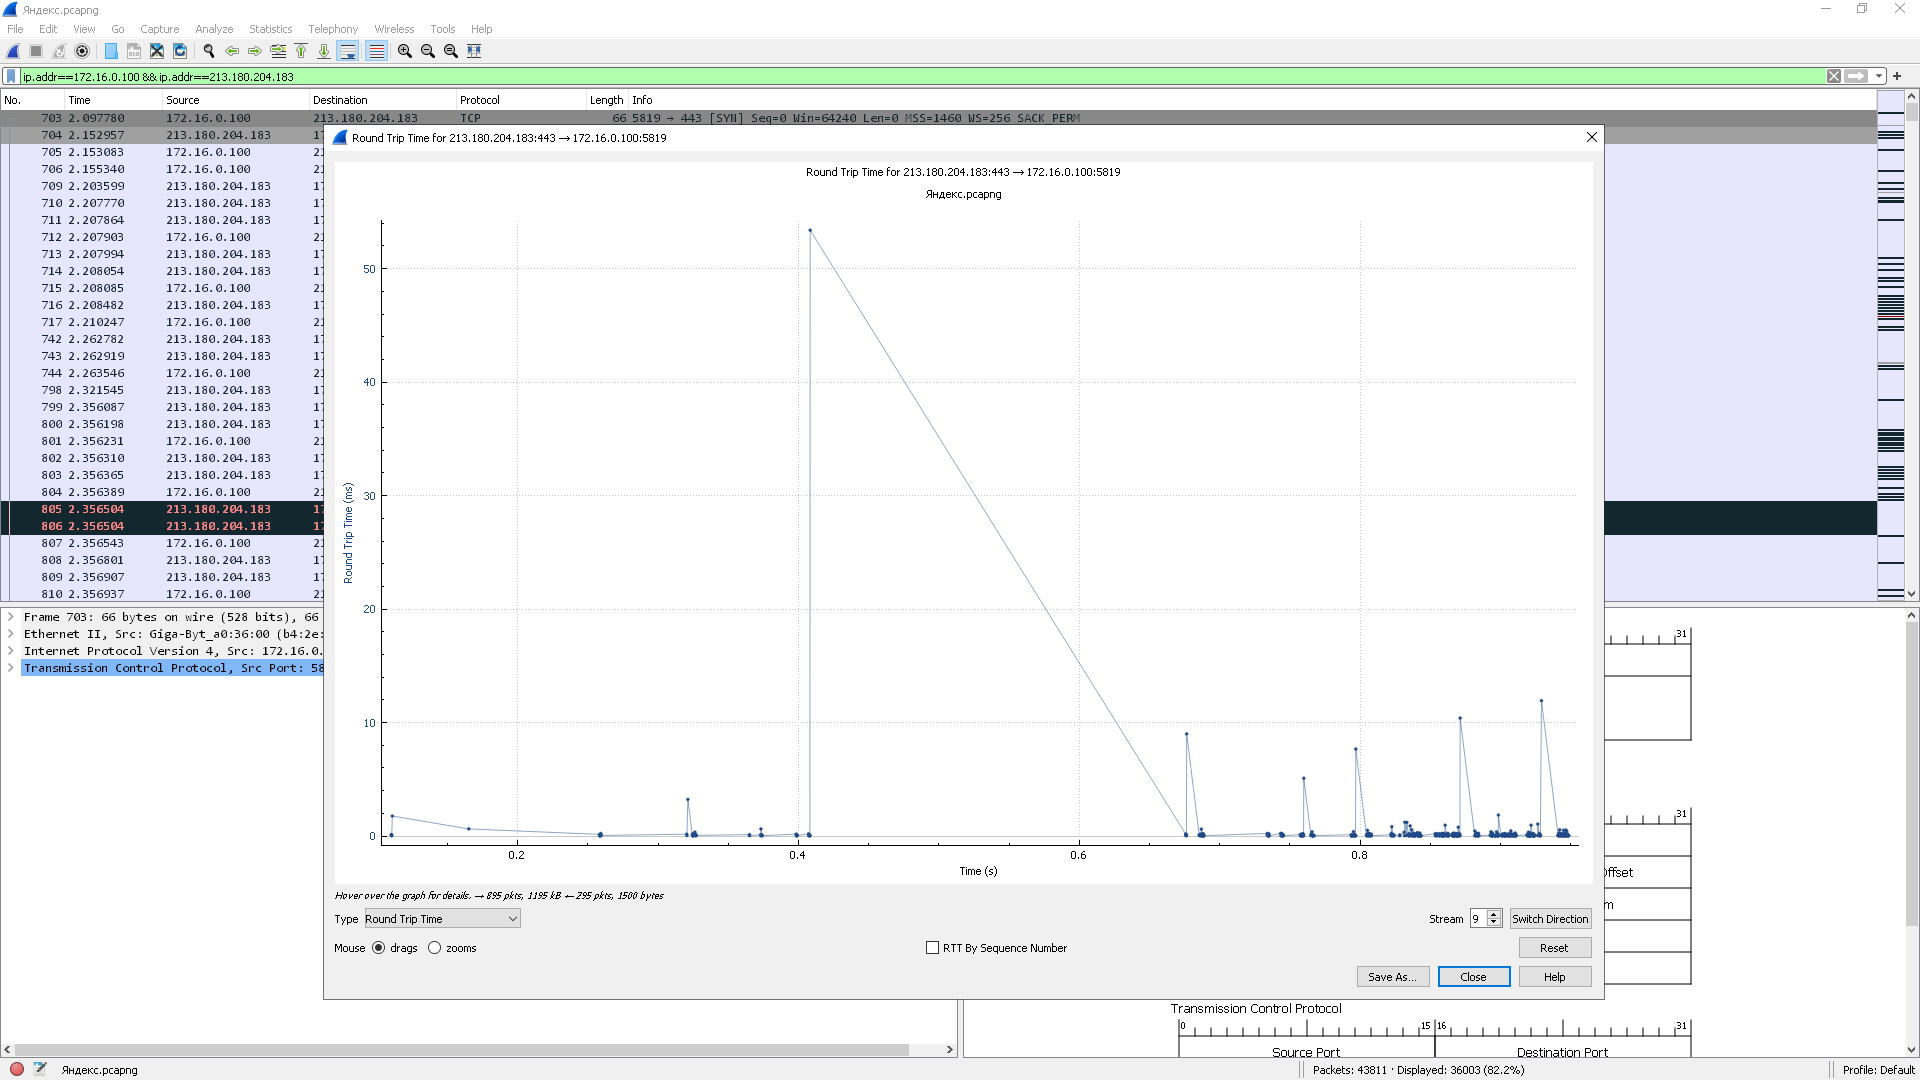 Яндекс.pcapng
File Edit View Go Capture Analyze Statistics Telephony Wireless Tools Help
ip.addr==172.16.0.100 && ip.addr==213.180.204.183
No. Time Source Destination Protocol Length Info
703 2.097780 172.16.0.100 213.180.204.183 TCP 66 5819 → 443 [SYN] Seq=0 Win=64240 Len=0 MSS=1460 WS=256 SACK_PERM
704 2.152957 213.180.204.183 17
705 2.153083 172.16.0.100 21
706 2.155340 172.16.0.100 21
709 2.203599 213.180.204.183 17
710 2.207770 213.180.204.183 17
711 2.207864 213.180.204.183 17
712 2.207903 172.16.0.100 21
713 2.207994 213.180.204.183 17
714 2.208054 213.180.204.183 17
715 2.208085 172.16.0.100 21
716 2.208482 213.180.204.183 17
717 2.210247 172.16.0.100 21
742 2.262782 213.180.204.183 17
743 2.262919 213.180.204.183 17
744 2.263546 172.16.0.100 21
798 2.321545 213.180.204.183 17
799 2.356087 213.180.204.183 17
800 2.356198 213.180.204.183 17
801 2.356231 172.16.0.100 21
802 2.356310 213.180.204.183 17
803 2.356365 213.180.204.183 17
804 2.356389 172.16.0.100 21
805 2.356504 213.180.204.183 17
806 2.356504 213.180.204.183 17
807 2.356543 172.16.0.100 21
808 2.356801 213.180.204.183 17
809 2.356907 213.180.204.183 17
810 2.356937 172.16.0.100 21
Frame 703: 66 bytes on wire (528 bits), 66
Ethernet II, Src: Giga-Byt_a0:36:00 (b4:2e:
Internet Protocol Version 4, Src: 172.16.0.
Transmission Control Protocol, Src Port: 58
Round Trip Time for 213.180.204.183:443 → 172.16.0.100:5819
Round Trip Time for 213.180.204.183:443 → 172.16.0.100:5819
Яндекс.pcapng
Round Trip Time (ms)
50
40
30
20
10
0
0.2 0.4 0.6 0.8
Time (s)
Hover over the graph for details. → 895 pkts, 1195 kB ← 295 pkts, 1500 bytes
Type Round Trip Time
Stream 9 Switch Direction
Mouse drags zooms
RTT By Sequence Number
Reset
Save As... Close Help
31
31
Offset
m
Transmission Control Protocol
0 15 16 31
Source Port Destination Port
Яндекс.pcapng
Packets: 43811 · Displayed: 36003 (82.2%)
Profile: Default